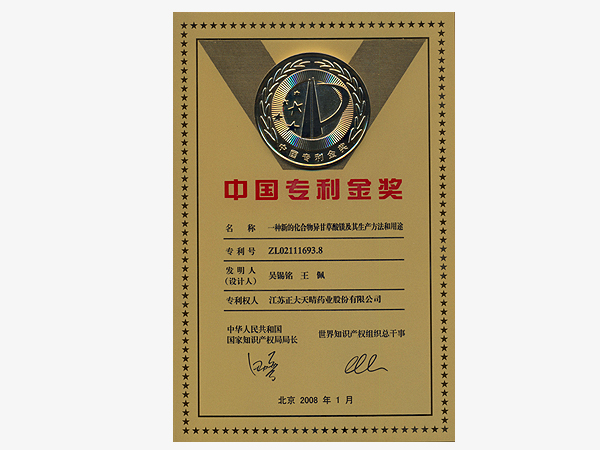 中国专利金奖
中国专利金奖
名 称 一种新的化合物异甘草酸镁及其生产方法和用途
专 利 号 ZL02111693.8
发 明 人
(设计人) 吴锡铭 王 佩
专利权人 江苏正大天晴药业股份有限公司
中华人民共和国
国家知识产权局局长
世界知识产权组织总干事
北京 2008 年 1 月